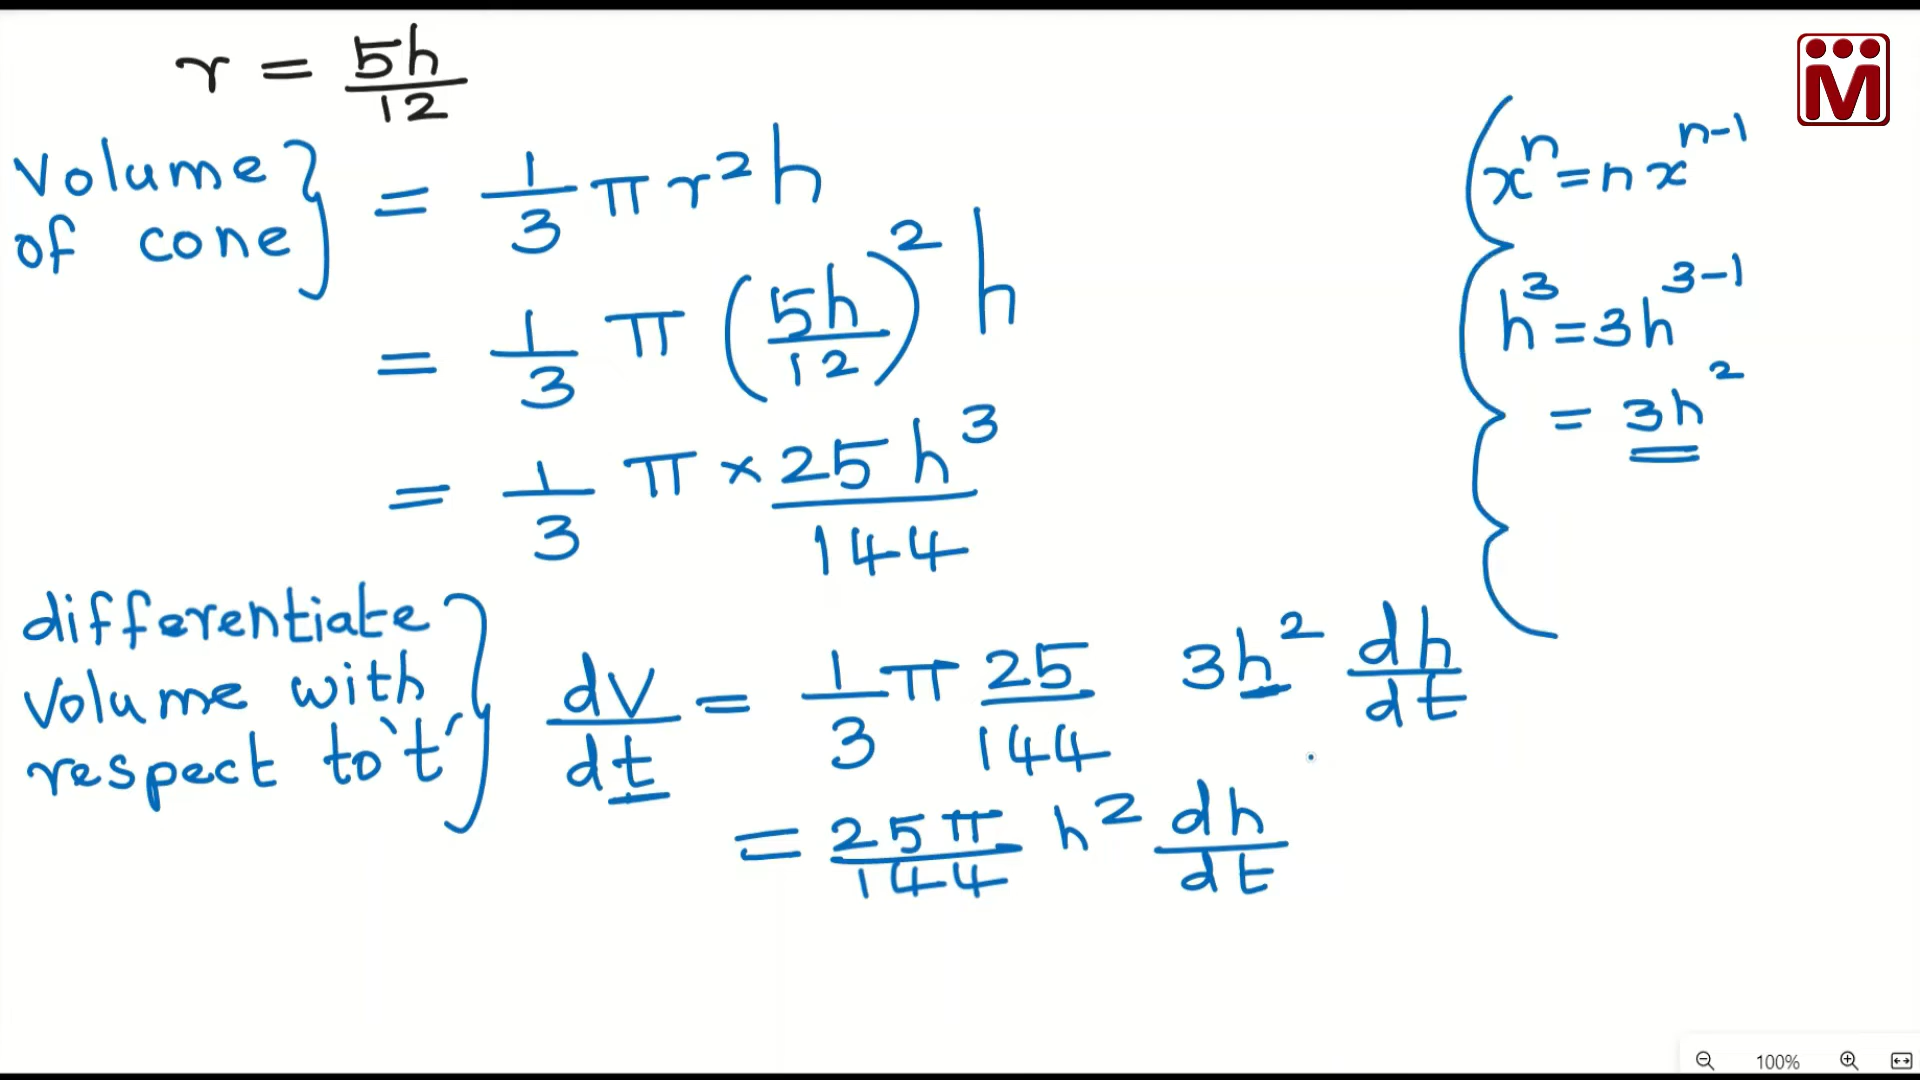 r = 5h/12
Volume of cone } = 1/3 π r² h
= 1/3 π (5h/12)² h
= 1/3 π × 25 h³/144
differentiate volume with respect to 't' } dv/dt = 1/3 π 25/144 3h² dh/dt
= 25π/144 h² dh/dt
xⁿ = n xⁿ⁻¹
h³ = 3h³⁻¹
= 3h²
M
100%